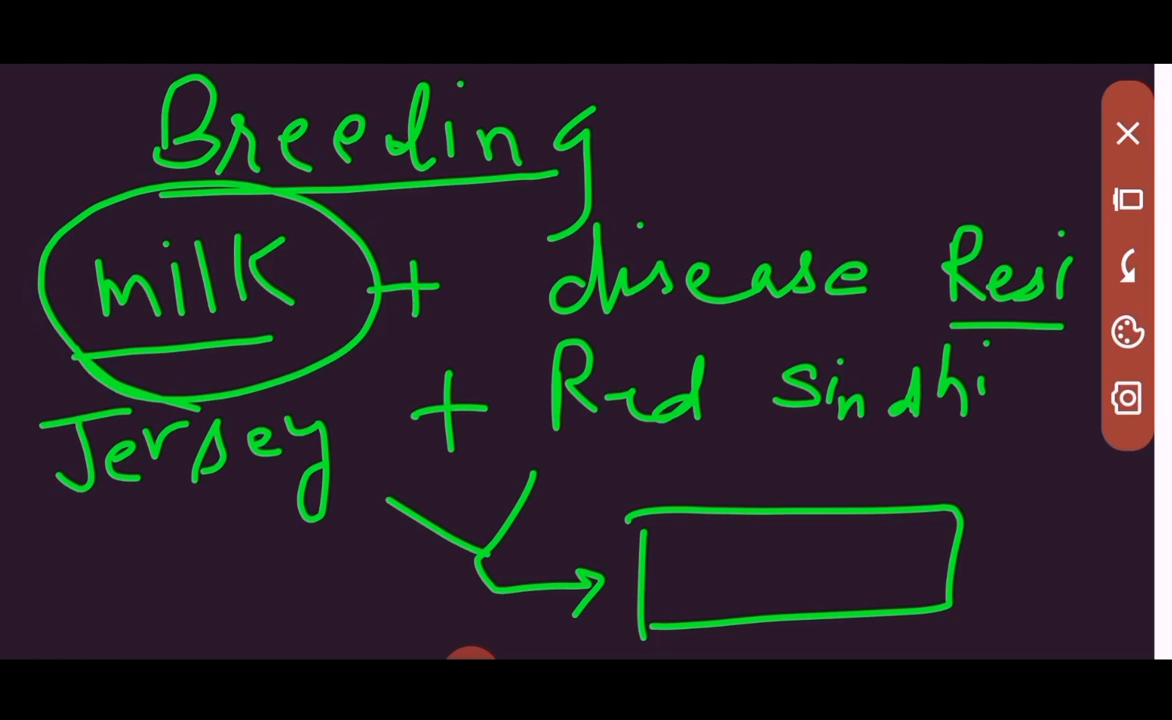 Breeding
milk + disease Resi
Jersey + Red Sindhi